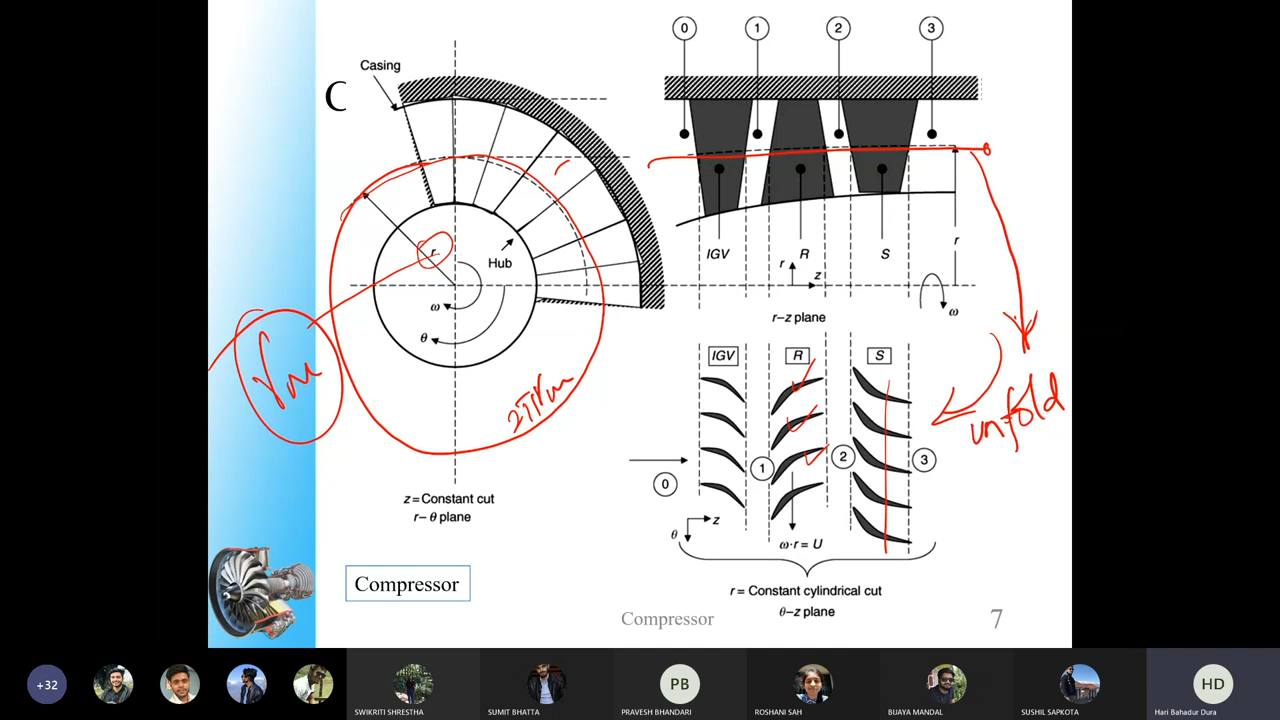 0 1 2 3
Casing
C
r
Hub
ω
θ
rm
2πrm
z = Constant cut
r– θ plane
Compressor
IGV R S
r
r
z
ω
r–z plane
IGV R S
unfold
0 1 2 3
θ z
ω·r = U
r = Constant cylindrical cut
θ–z plane
Compressor 7
+32
SWIKRITI SHRESTHA
SUMIT BHATTA
PB
PRAVESH BHANDARI
ROSHANI SAH
BIJAYA MANDAL
SUSHIL SAPKOTA
HD
Hari Bahadur Dura